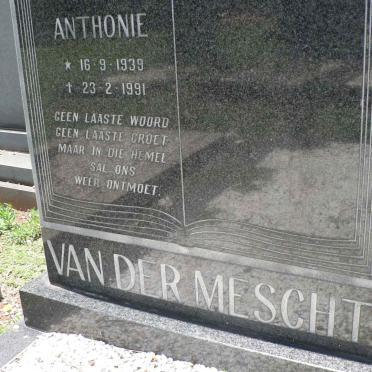 ANTHONIE
* 16-9-1939
† 23-2-1991
GEEN LAASTE WOORD
GEEN LAASTE GROET
MAAR IN DIE HEMEL
SAL ONS
WEER ONTMOET.
VAN DER MESCHT